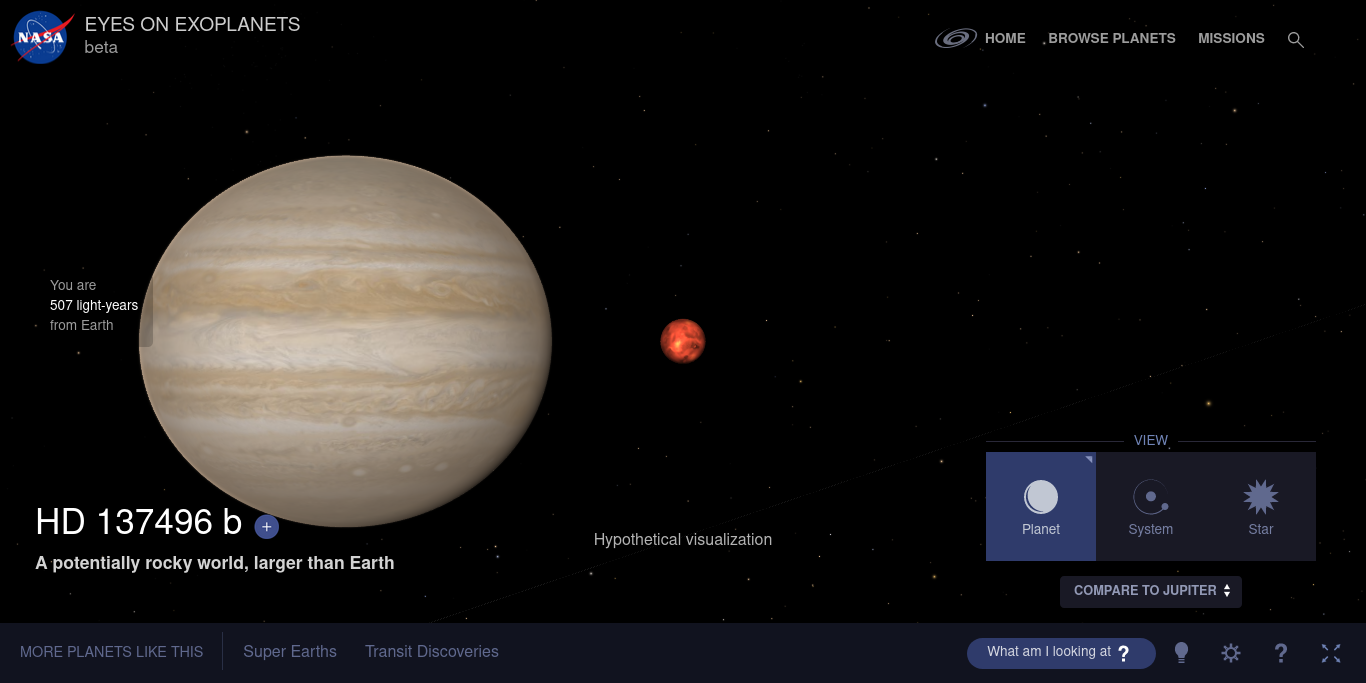 NASA
EYES ON EXOPLANETS
beta
HOME
BROWSE PLANETS
MISSIONS
You are
507 light-years
from Earth
HD 137496 b
+
A potentially rocky world, larger than Earth
Hypothetical visualization
VIEW
Planet
System
Star
COMPARE TO JUPITER
MORE PLANETS LIKE THIS
Super Earths
Transit Discoveries
What am I looking at ?
?